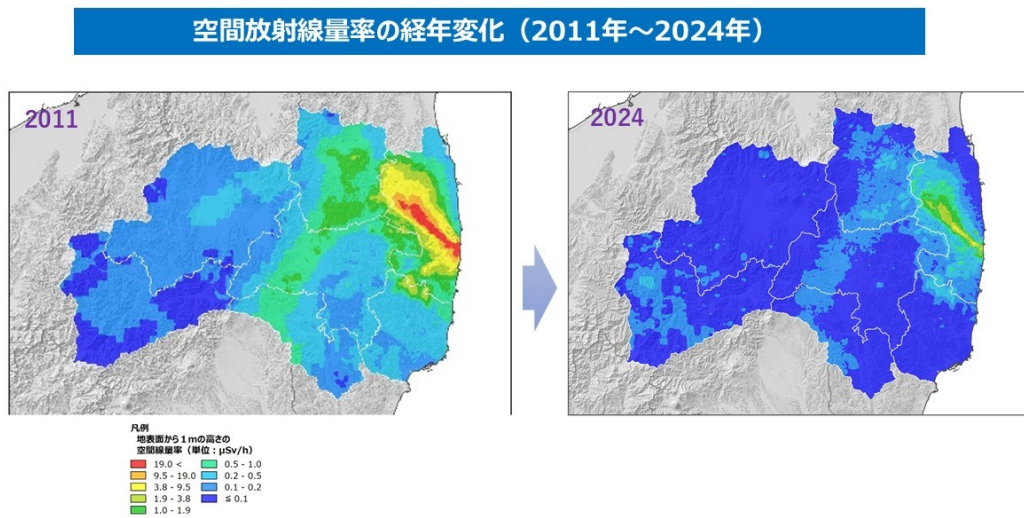 空間放射線量率の経年変化（2011年～2024年）
2011
2024
凡例
地表面から１mの高さの
空間線量率（単位：μSv/h）
19.0 <
9.5 - 19.0
3.8 - 9.5
1.9 - 3.8
1.0 - 1.9
0.5 - 1.0
0.2 - 0.5
0.1 - 0.2
≦ 0.1